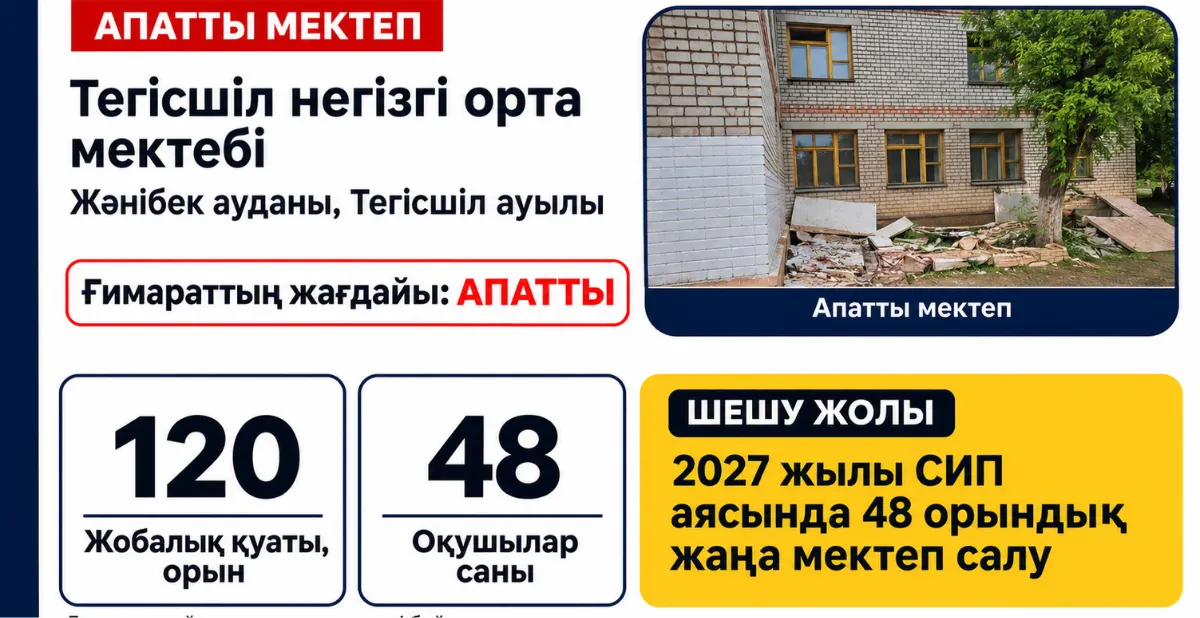 АПАТТЫ МЕКТЕП
Тегісшіл негізгі орта
мектебі
Жәнібек ауданы, Тегісшіл ауылы
Ғимараттың жағдайы: АПАТТЫ
Апатты мектеп
120
Жобалық қуаты,
орын
48
Оқушылар
саны
ШЕШУ ЖОЛЫ
2027 жылы СИП
аясында 48 орындық
жаңа мектеп салу